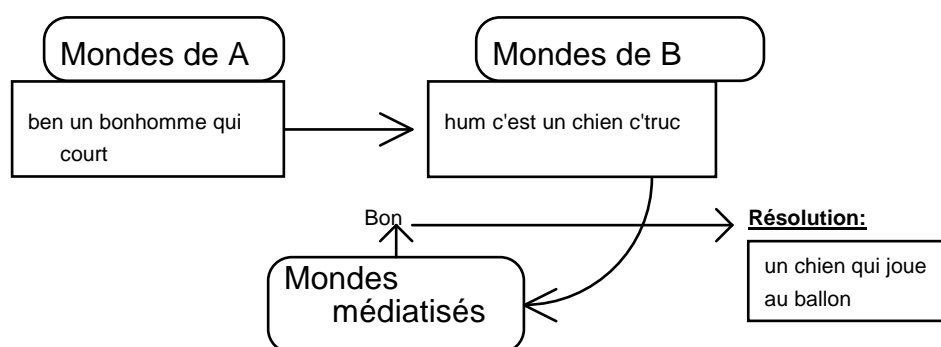 Mondes de A
Mondes de B
ben un bonhomme qui
court
hum c'est un chien c'truc
Bon
Résolution:
Mondes
médiatisés
un chien qui joue
au ballon